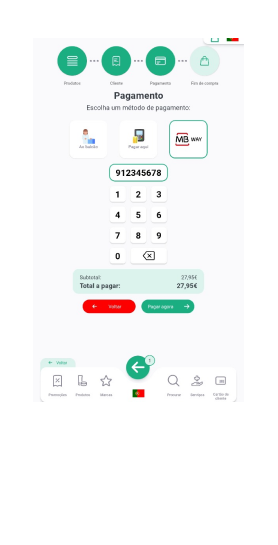 Produtos Cliente Pagamento Fim da compra
Pagamento
Escolha um método de pagamento:
Ao balcão Pagar aqui MB WAY
912345678
1 2 3
4 5 6
7 8 9
0
Subtotal: 27,95€
Total a pagar: 27,95€
Voltar Pagar agora
Voltar
1
Promoções Produtos Marcas Procurar Serviços Cartão de
cliente